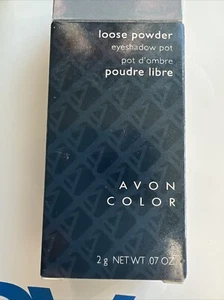 loose powder
eyeshadow pot
pot d'ombre
poudre libre
AVON
COLOR
2 g NET WT .07 OZ.